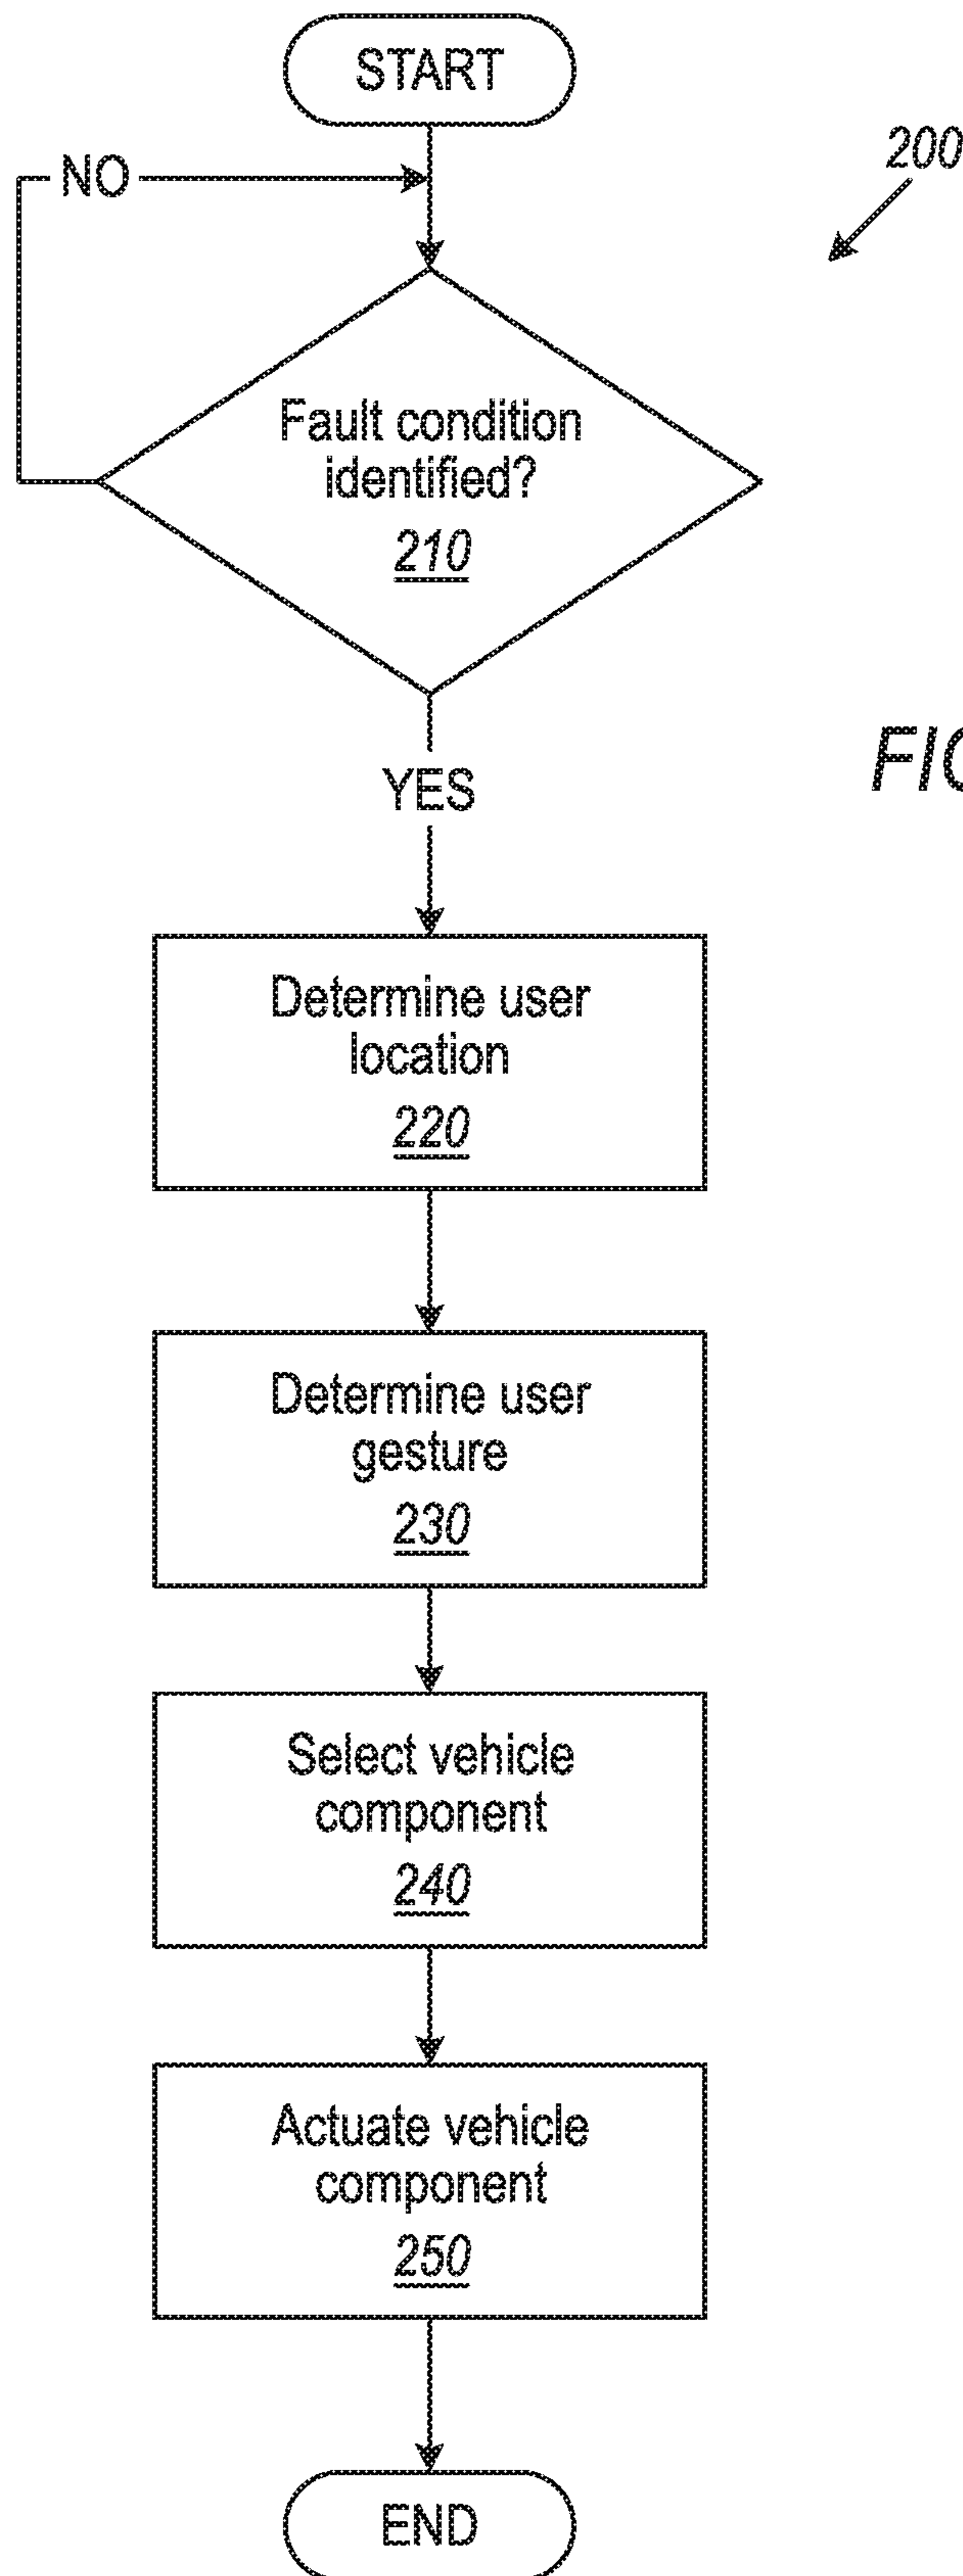 START
NO
200
Fault condition
identified?
210
YES
FIG
Determine user
location
220
Determine user
gesture
230
Select vehicle
component
240
Actuate vehicle
component
250
END